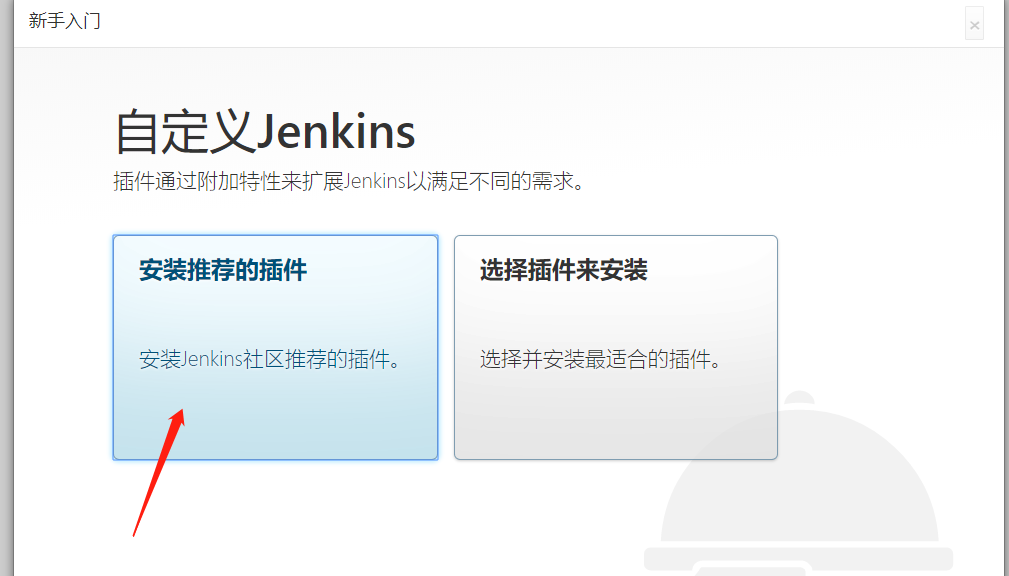 新手入门
×
自定义Jenkins
插件通过附加特性来扩展Jenkins以满足不同的需求。
安装推荐的插件
安装Jenkins社区推荐的插件。
选择插件来安装
选择并安装最适合的插件。